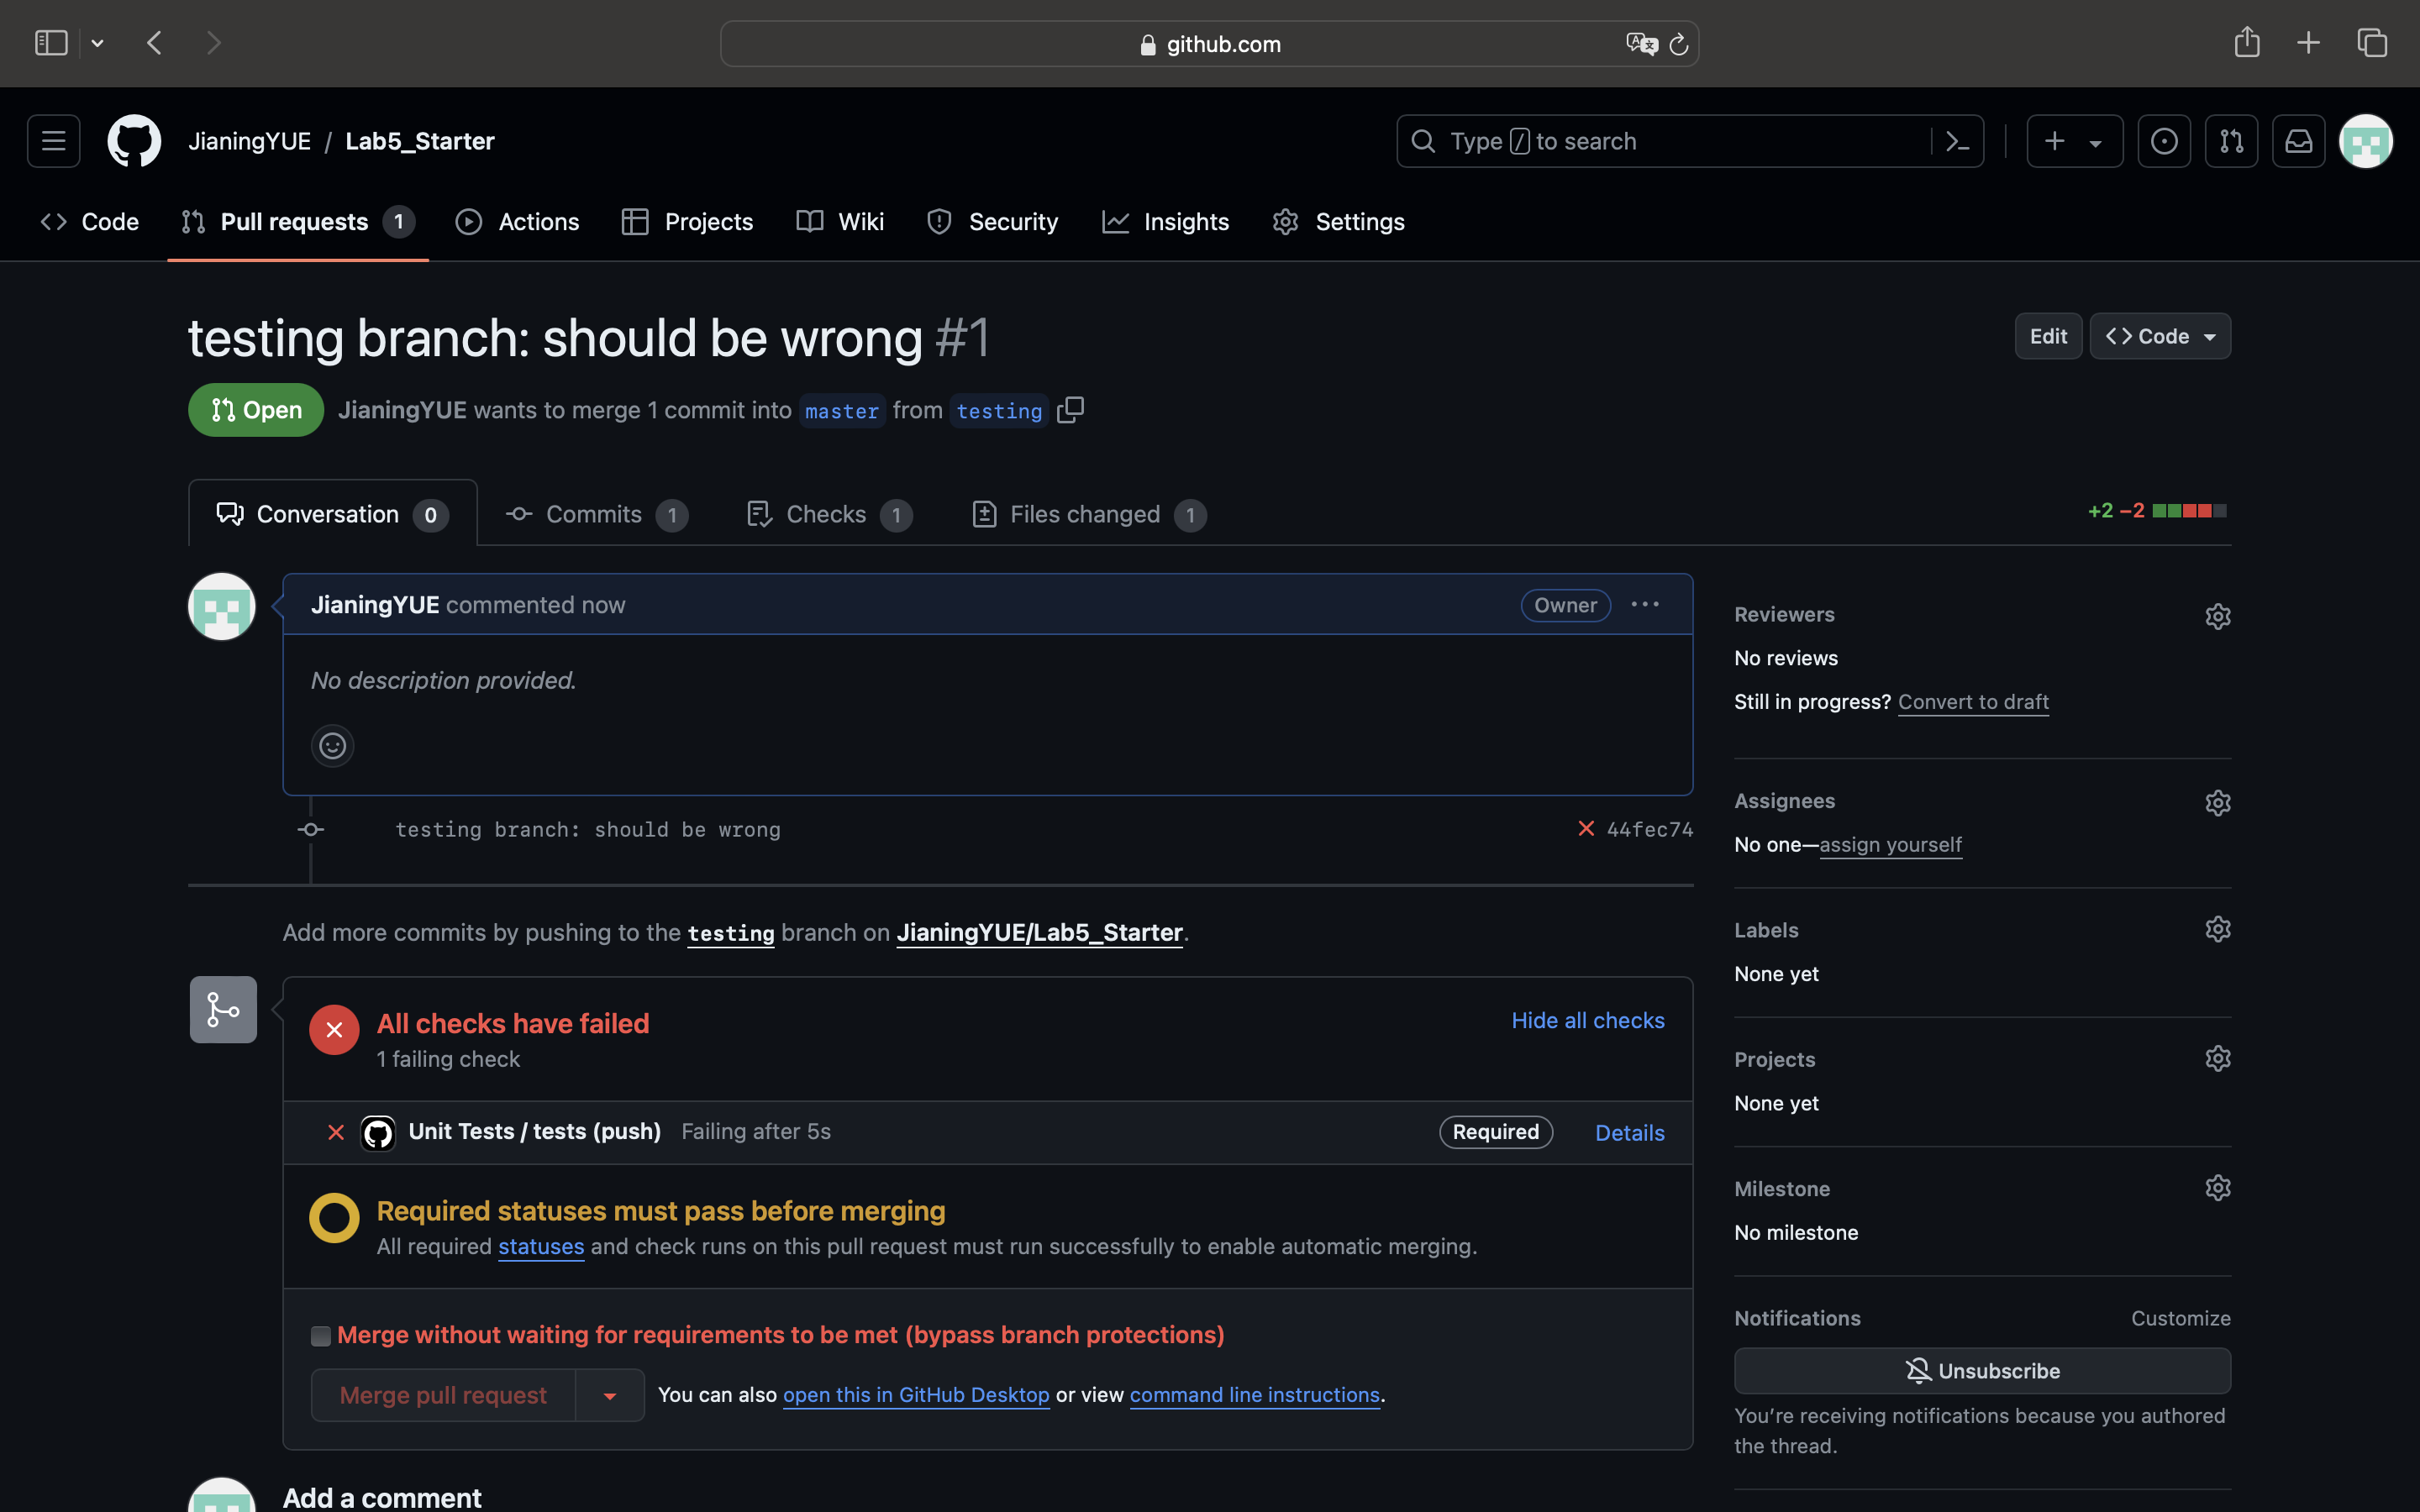 github.com
JianingYUE / Lab5_Starter
Type / to search
Code
Pull requests 1
Actions
Projects
Wiki
Security
Insights
Settings
testing branch: should be wrong #1
Edit
Code
Open
JianingYUE wants to merge 1 commit into master from testing
Conversation 0
Commits 1
Checks 1
Files changed 1
+2 −2
JianingYUE commented now
Owner
No description provided.
testing branch: should be wrong
44fec74
Add more commits by pushing to the testing branch on JianingYUE/Lab5_Starter.
All checks have failed
1 failing check
Hide all checks
Unit Tests / tests (push) Failing after 5s
Required
Details
Required statuses must pass before merging
All required statuses and check runs on this pull request must run successfully to enable automatic merging.
Merge without waiting for requirements to be met (bypass branch protections)
Merge pull request
You can also open this in GitHub Desktop or view command line instructions.
Add a comment
Reviewers
No reviews
Still in progress? Convert to draft
Assignees
No one—assign yourself
Labels
None yet
Projects
None yet
Milestone
No milestone
Notifications
Customize
Unsubscribe
You're receiving notifications because you authored
the thread.